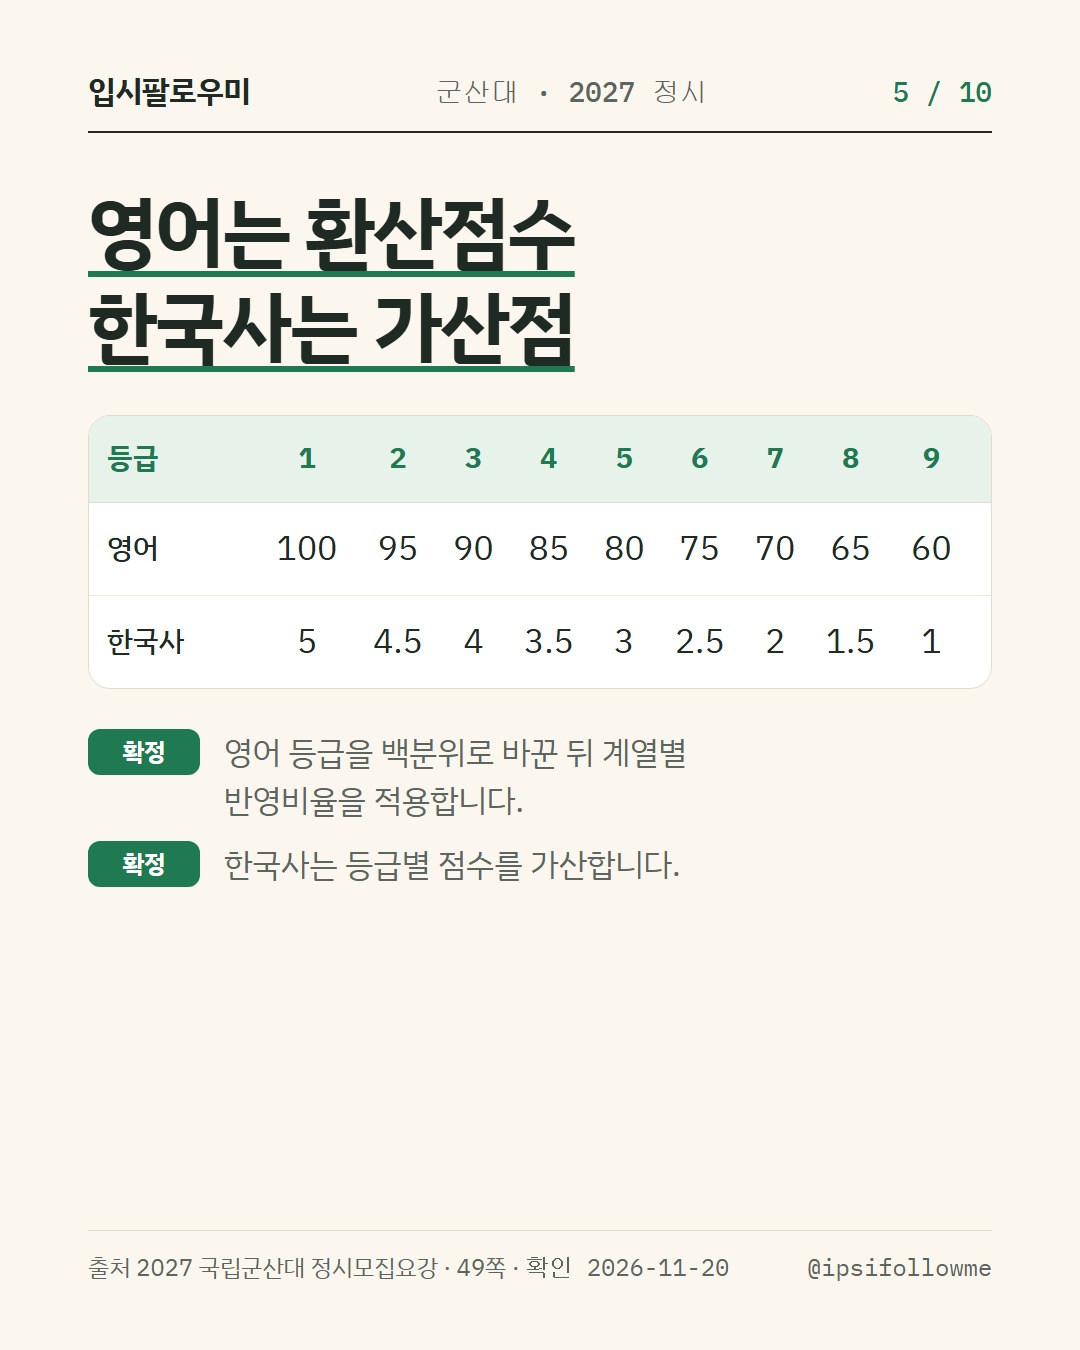 입시팔로우미 군산대 · 2027 정시 5 / 10
영어는 환산점수
한국사는 가산점
등급 1 2 3 4 5 6 7 8 9
영어 100 95 90 85 80 75 70 65 60
한국사 5 4.5 4 3.5 3 2.5 2 1.5 1
확정 영어 등급을 백분위로 바꾼 뒤 계열별
반영비율을 적용합니다.
확정 한국사는 등급별 점수를 가산합니다.
출처 2027 국립군산대 정시모집요강 · 49쪽 · 확인 2026-11-20 @ipsifollowme